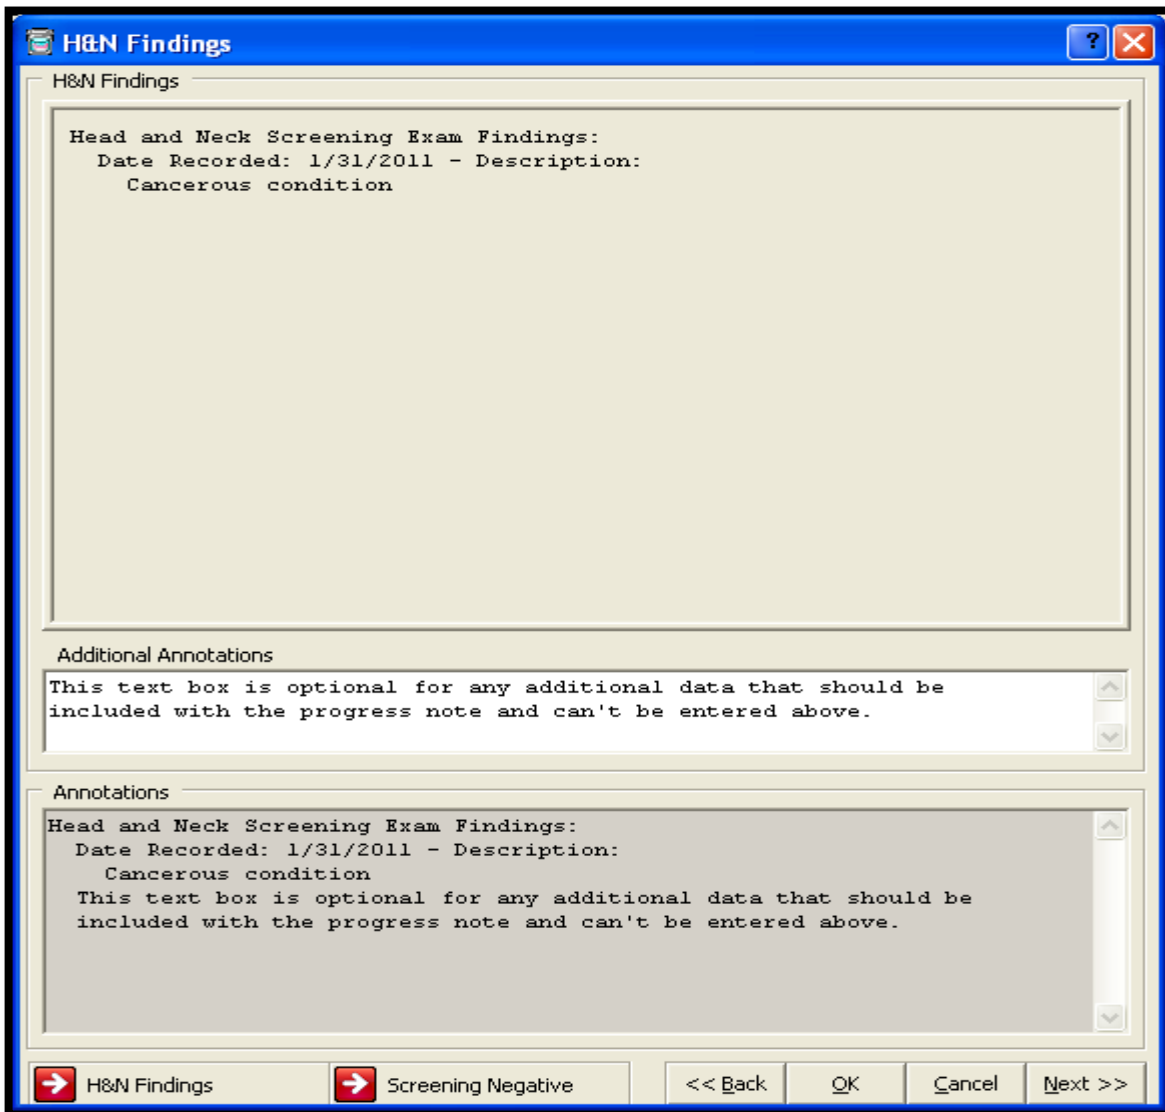 H&N Findings
?
H&N Findings
Head and Neck Screening Exam Findings:
Date Recorded: 1/31/2011 - Description:
Cancerous condition
Additional Annotations
This text box is optional for any additional data that should be
included with the progress note and can't be entered above.
Annotations
Head and Neck Screening Exam Findings:
Date Recorded: 1/31/2011 - Description:
Cancerous condition
This text box is optional for any additional data that should be
included with the progress note and can't be entered above.
H&N Findings Screening Negative << Back OK Cancel Next >>